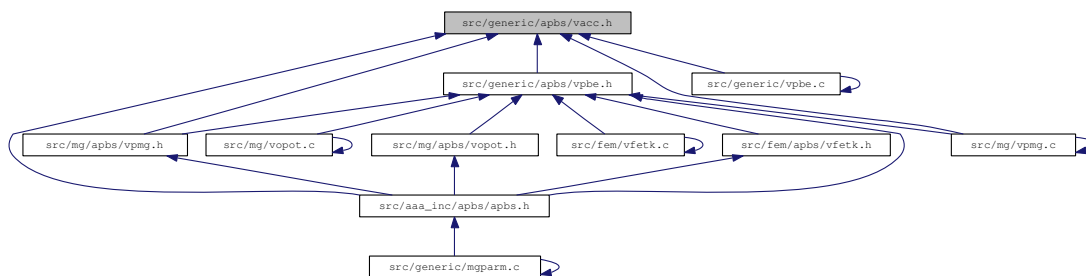 src/generic/apbs/vacc.h
src/generic/apbs/vpbe.h
src/generic/vpbe.c
src/mg/apbs/vpmg.h
src/mg/vopot.c
src/mg/apbs/vopot.h
src/fem/vfetk.c
src/fem/apbs/vfetk.h
src/mg/vpmg.c
src/aaa_inc/apbs/apbs.h
src/generic/mgparm.c